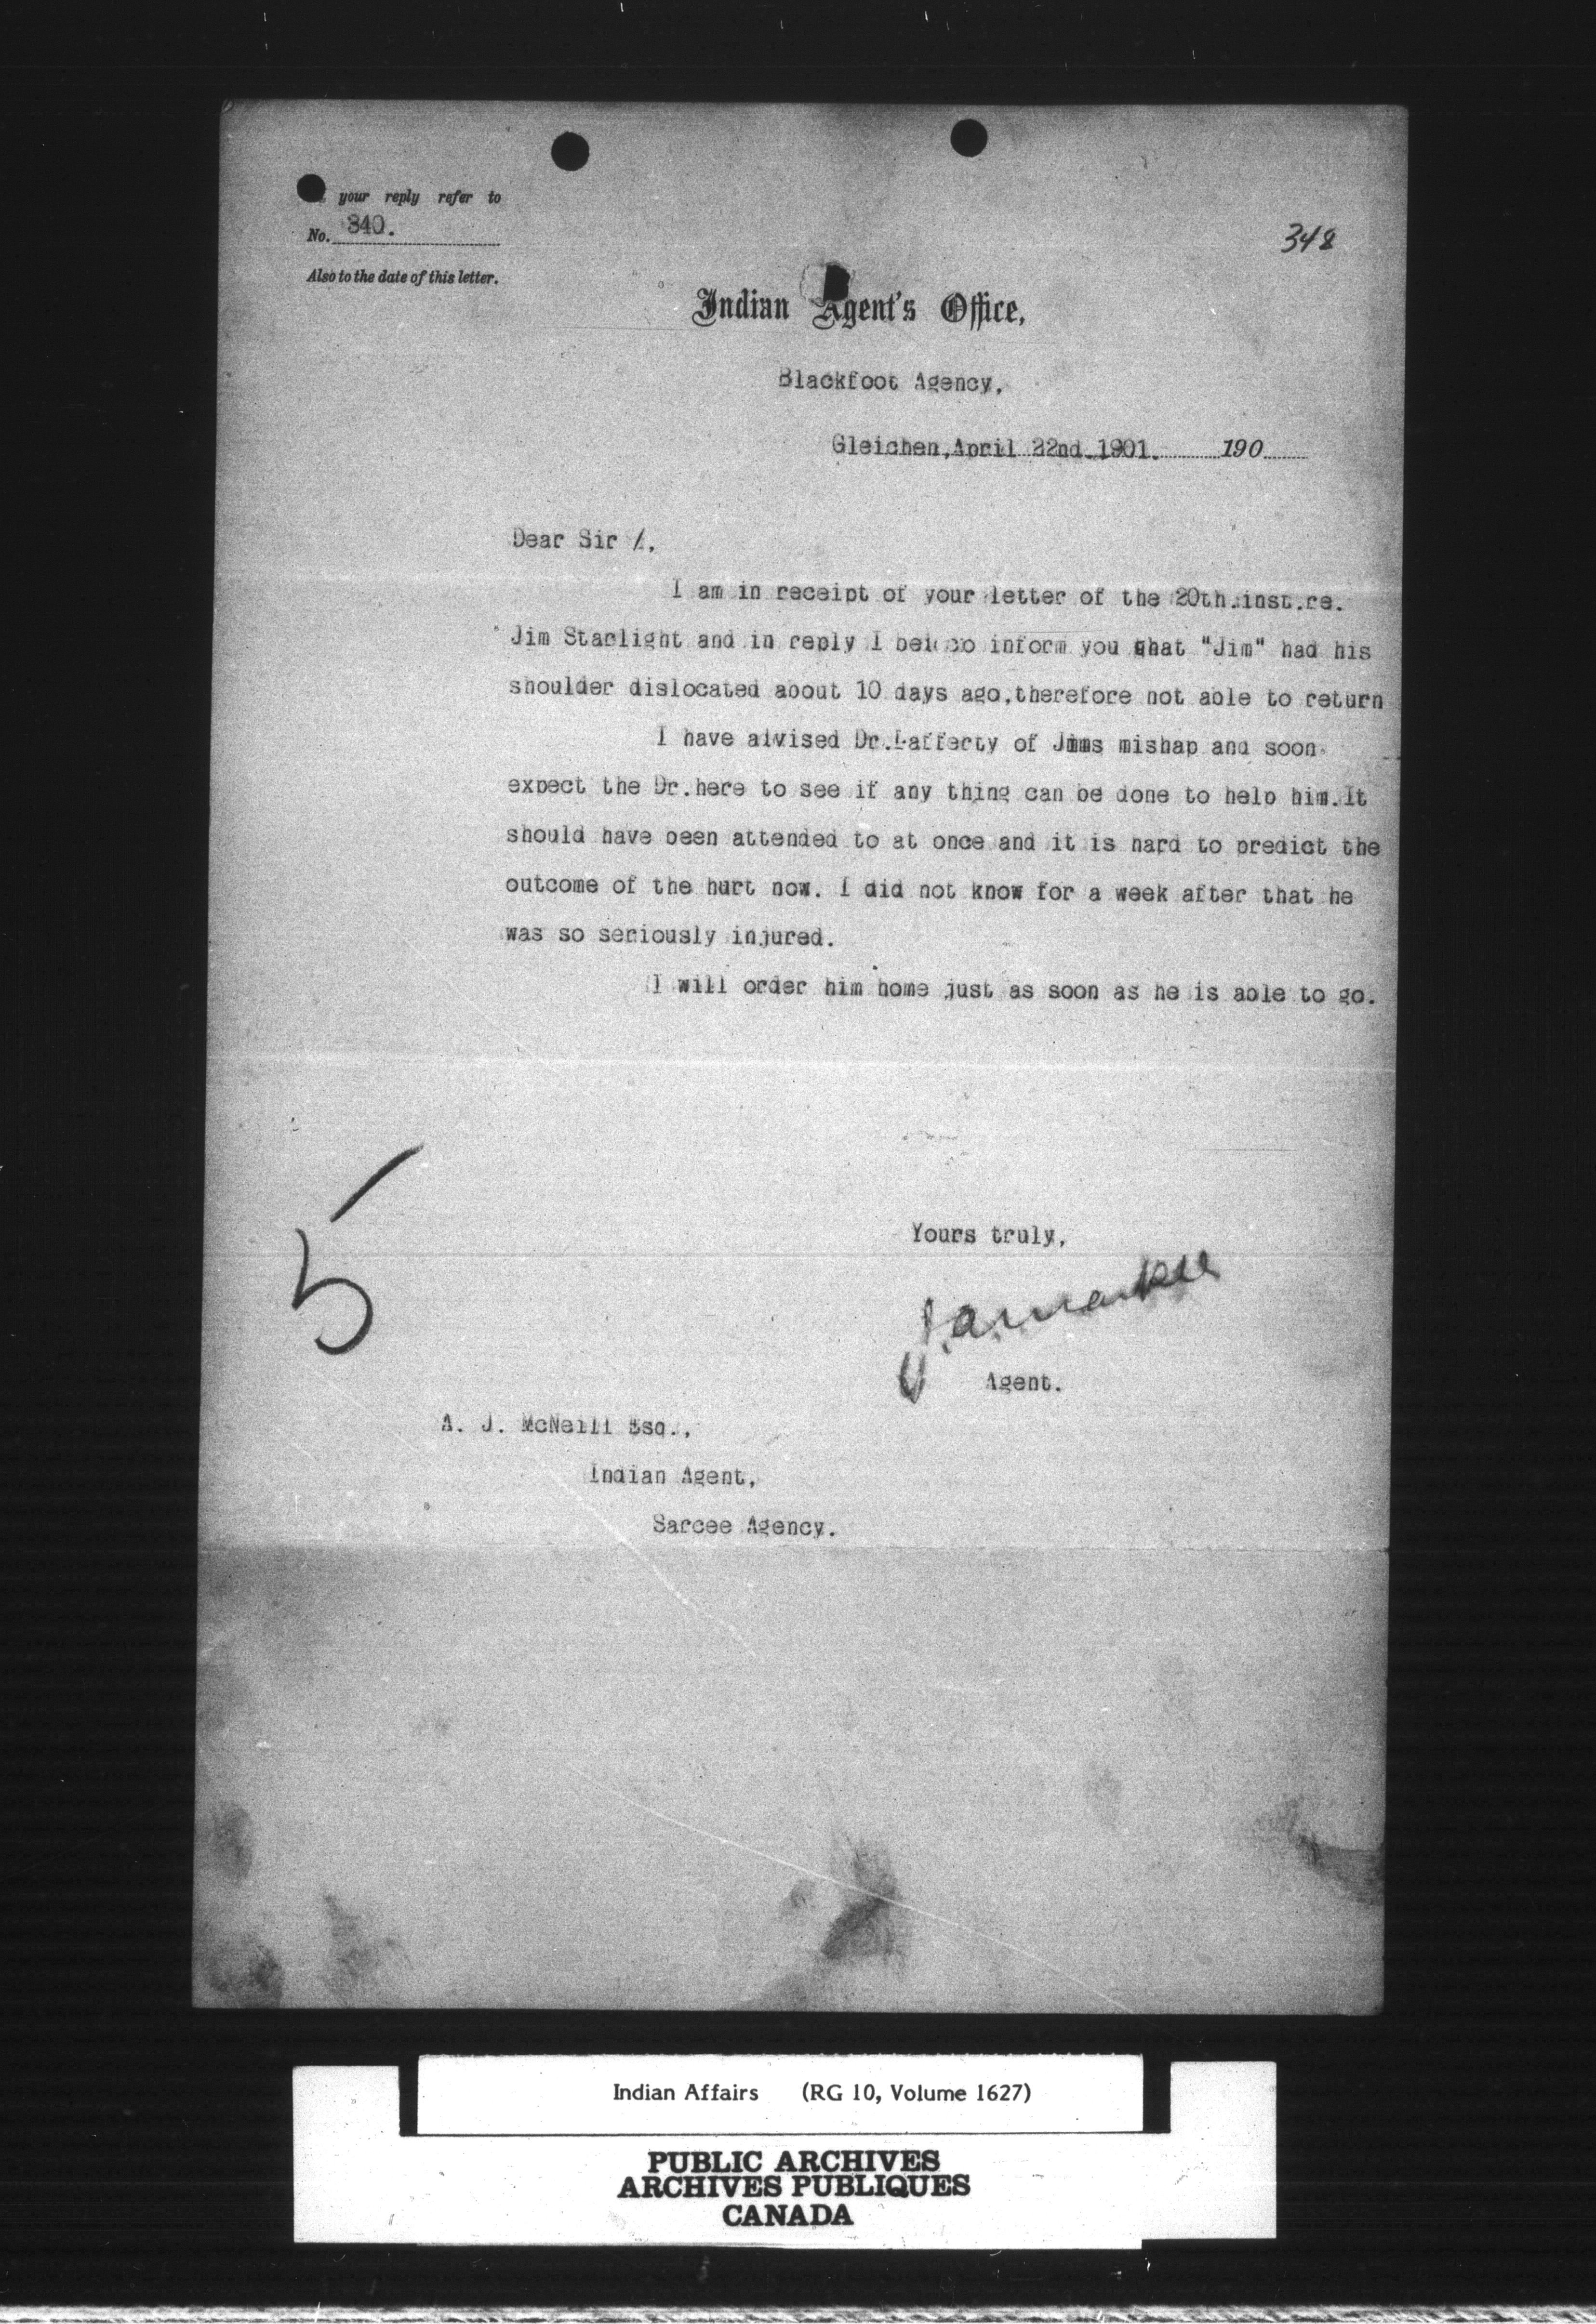 your reply refer to
No. 340.
Also to the date of this letter.
348
Indian Agent's Office,
Blackfoot Agency,
Gleichen, April 22nd. 1901. 190
Dear Sir /.
I am in receipt of your letter of the 20th.inst.re.
Jim Starlight and in reply I inform you that "Jim" had his
shoulder dislocated about 10 days ago,therefore not able to return
I have advised Dr.Lafferty of Jmms mishap and soon
expect the Dr.here to see if any thing can be done to help him.It
should have been attended to at once and it is hard to predict the
outcome of the hurt now. I did not know for a week after that he
was so seriously injured.
I will order him home just as soon as he is able to go.
5
Yours truly,
J.A. Markle
Agent.
A. J. McNeill Esq.,
Indian Agent,
Sarcee Agency.
Indian Affairs (RG 10, Volume 1627)
PUBLIC ARCHIVES
ARCHIVES PUBLIQUES
CANADA